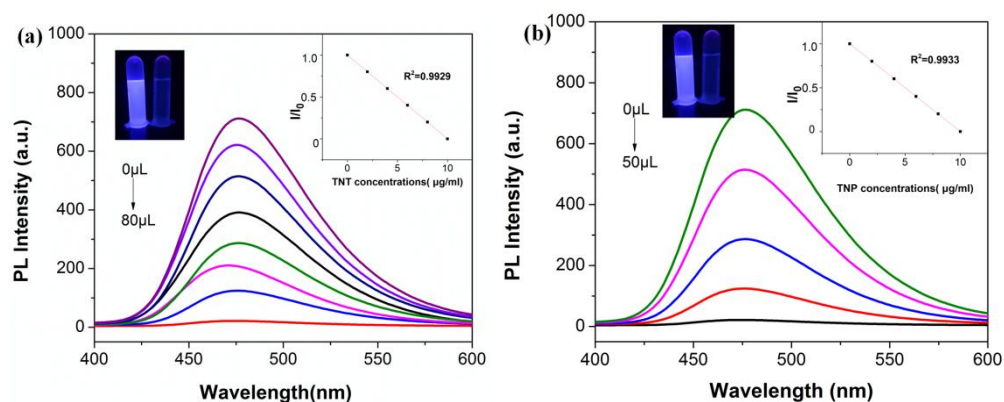 (a)
1000
800
600
400
200
0
400
450
500
550
600
PL Intensity (a.u.)
Wavelength(nm)
0µL
80µL
R²=0.9929
I/I₀
1.0
0.5
0
0
2
4
6
8
10
TNT concentrations( µg/ml)
(b)
1000
800
600
400
200
0
400
450
500
550
600
PL Intensity (a.u.)
Wavelength (nm)
0µL
50µL
R²=0.9933
I/I₀
1.0
0.5
0
0
2
4
6
8
10
TNP concentrations( µg/ml)